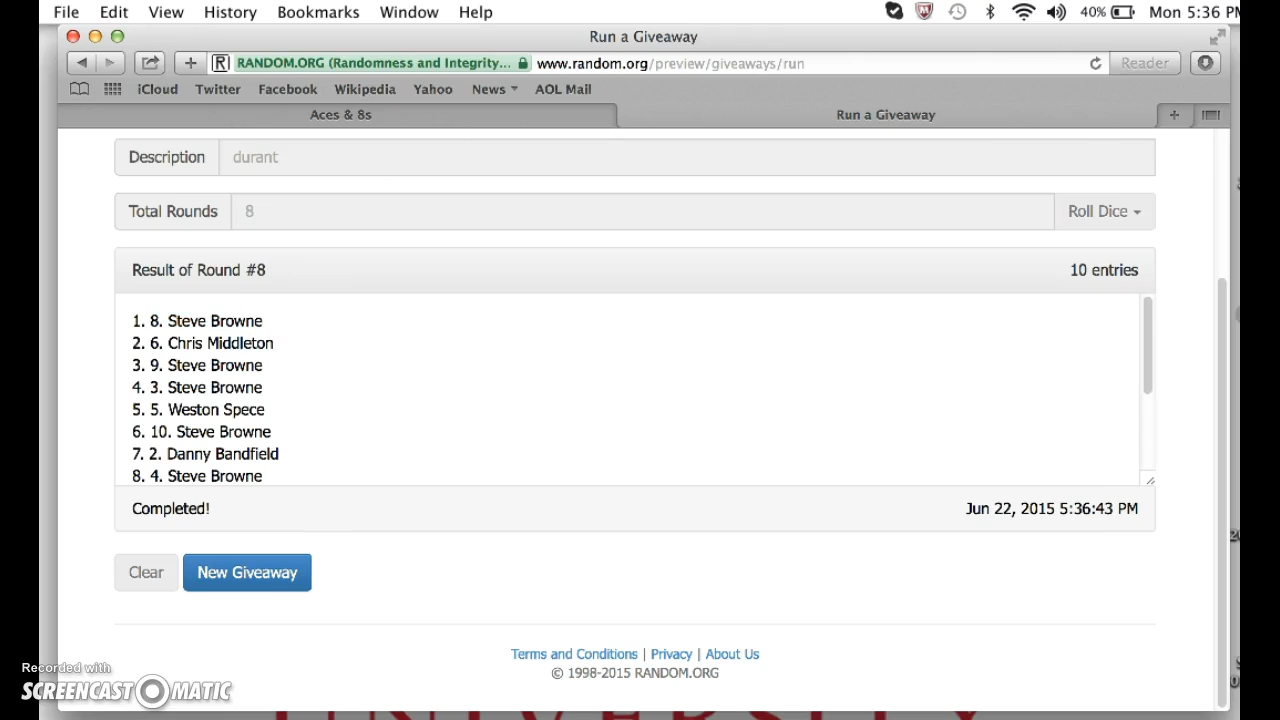 File Edit View History Bookmarks Window Help 40% Mon 5:36
Run a Giveaway
RANDOM.ORG (Randomness and Integrity... www.random.org/preview/giveaways/run Reader
iCloud Twitter Facebook Wikipedia Yahoo News AOL Mail
Aces & 8s Run a Giveaway
Description durant
Total Rounds 8 Roll Dice
Result of Round #8 10 entries
1. 8. Steve Browne
2. 6. Chris Middleton
3. 9. Steve Browne
4. 3. Steve Browne
5. 5. Weston Spece
6. 10. Steve Browne
7. 2. Danny Bandfield
8. 4. Steve Browne
Completed! Jun 22, 2015 5:36:43 PM
Clear New Giveaway
Terms and Conditions | Privacy | About Us
© 1998-2015 RANDOM.ORG
Recorded with
SCREENCAST O MATIC